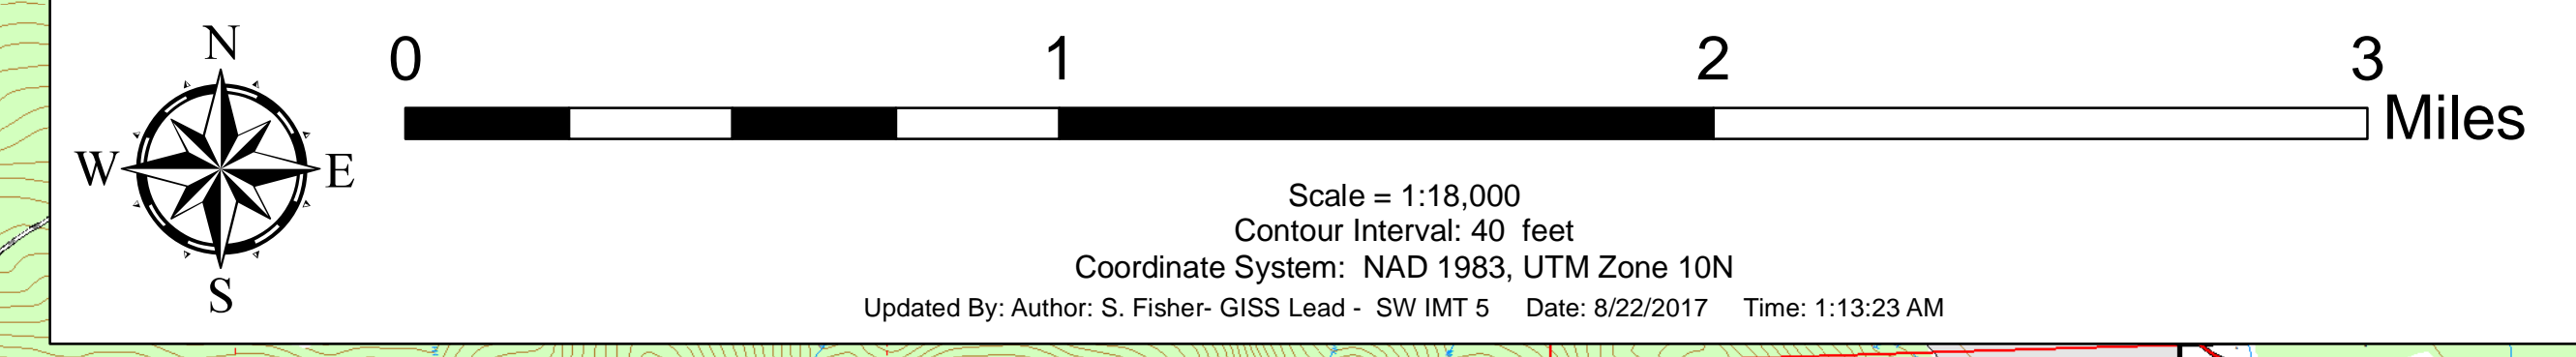 N
0 1 2 3
Miles
W E
Scale = 1:18,000
Contour Interval: 40 feet
Coordinate System: NAD 1983, UTM Zone 10N
S
Updated By: Author: S. Fisher- GISS Lead - SW IMT 5 Date: 8/22/2017 Time: 1:13:23 AM